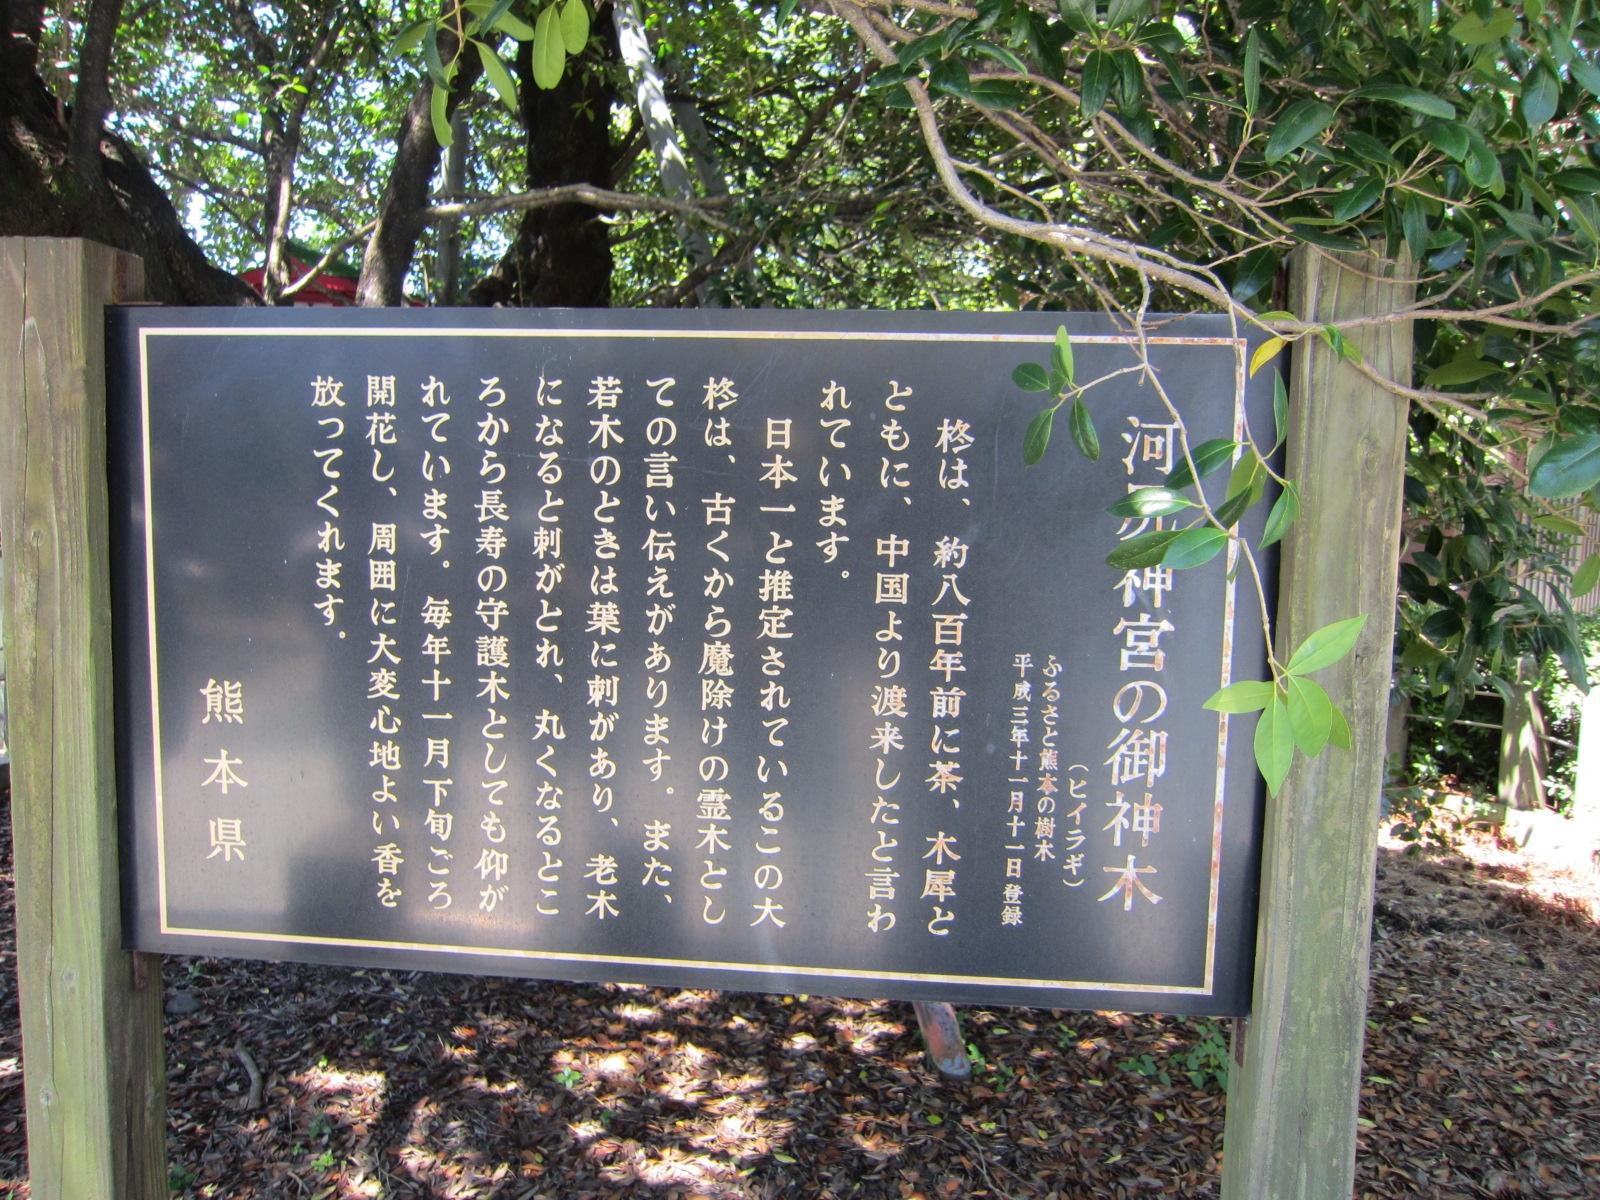 河尻神宮の御神木
（ヒイラギ）
ふるさと熊本の樹木
平成三年十一月十一日登録
柊は、約八百年前に茶、木犀と
ともに、中国より渡来したと言わ
れています。
日本一と推定されているこの大
柊は、古くから魔除けの霊木とし
ての言い伝えがあります。また、
若木のときは葉に刺があり、老木
になると刺がとれ、丸くなるとこ
ろから長寿の守護木としても仰が
れています。毎年十一月下旬ごろ
開花し、周囲に大変心地よい香を
放ってくれます。
熊本県